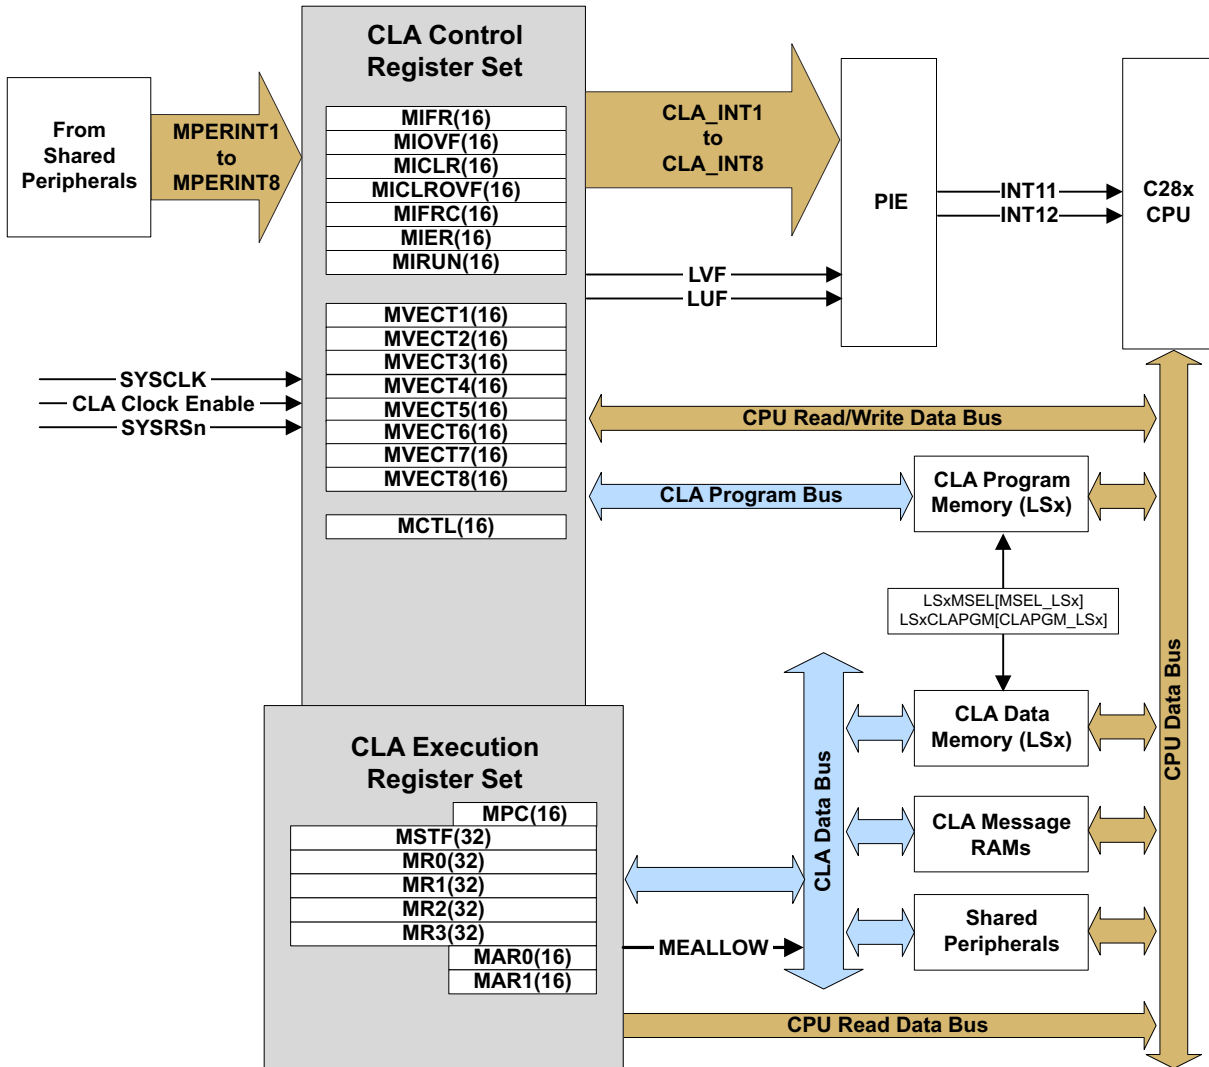 CLA Control
Register Set
From
Shared
Peripherals
MPERINT1
to
MPERINT8
MIFR(16)
MIOVF(16)
MICLR(16)
MICLROVF(16)
MIFRC(16)
MIER(16)
MIRUN(16)
CLA_INT1
to
CLA_INT8
PIE
INT11
INT12
C28x
CPU
LVF
LUF
MVECT1(16)
MVECT2(16)
MVECT3(16)
MVECT4(16)
MVECT5(16)
MVECT6(16)
MVECT7(16)
MVECT8(16)
SYSCLK
CLA Clock Enable
SYSRSn
CPU Read/Write Data Bus
CLA Program Bus
CLA Program
Memory (LSx)
MCTL(16)
LSxMSEL[MSEL_LSx]
LSxCLAPGM[CLAPGM_LSx]
CPU Data Bus
CLA Data Bus
CLA Data
Memory (LSx)
CLA Message
RAMs
Shared
Peripherals
CLA Execution
Register Set
MPC(16)
MSTF(32)
MR0(32)
MR1(32)
MR2(32)
MR3(32)
MAR0(16)
MAR1(16)
MEALLOW
CPU Read Data Bus